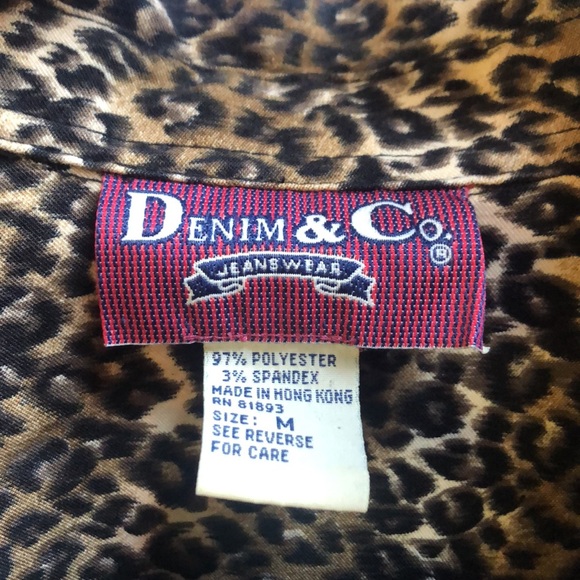 DENIM & CO.®
JEANSWEAR
97% POLYESTER
3% SPANDEX
MADE IN HONG KONG
RN 81893
SIZE: M
SEE REVERSE
FOR CARE